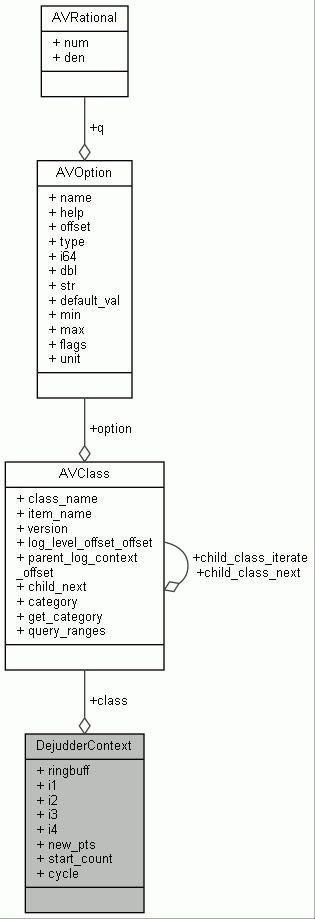 AVRational
+ num
+ den
+q
AVOption
+ name
+ help
+ offset
+ type
+ i64
+ dbl
+ str
+ default_val
+ min
+ max
+ flags
+ unit
+option
AVClass
+ class_name
+ item_name
+ version
+ log_level_offset_offset
+ parent_log_context
_offset
+ child_next
+ category
+ get_category
+ query_ranges
+child_class_iterate
+child_class_next
+class
DejudderContext
+ ringbuff
+ i1
+ i2
+ i3
+ i4
+ new_pts
+ start_count
+ cycle